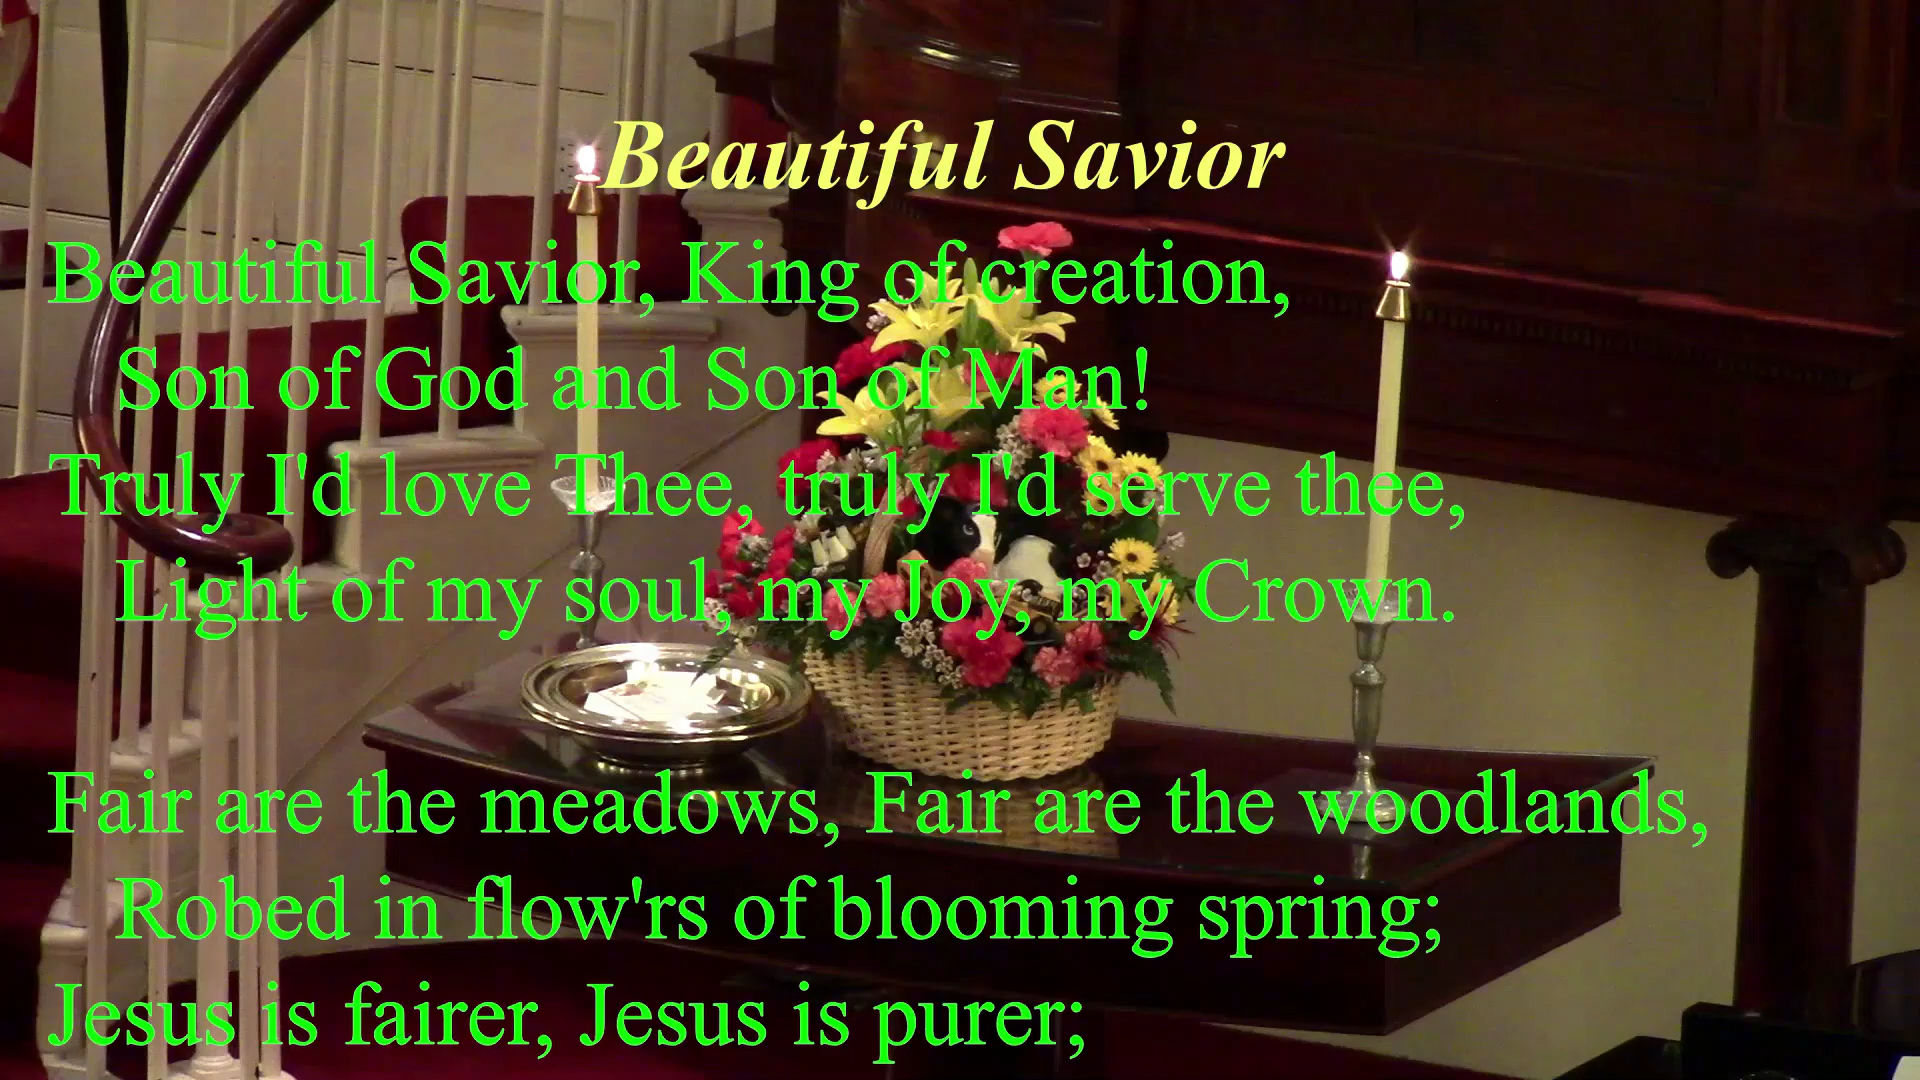 Beautiful Savior
Beautiful Savior, King of creation,
Son of God and Son of Man!
Truly I'd love Thee, truly I'd serve thee,
Light of my soul, my Joy, my Crown.
Fair are the meadows, Fair are the woodlands,
Robed in flow'rs of blooming spring;
Jesus is fairer, Jesus is purer;